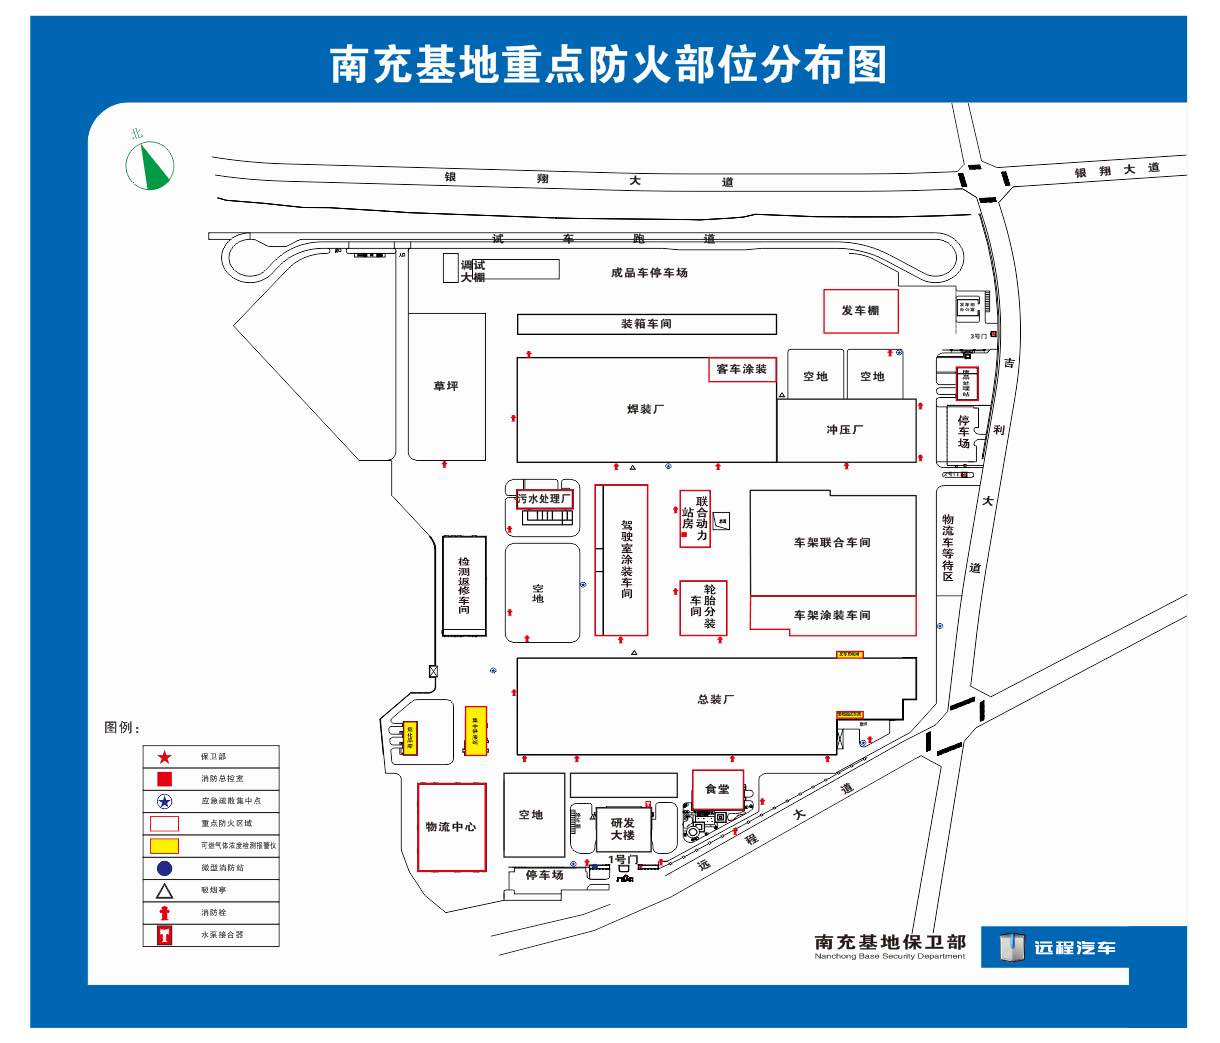 南充基地重点防火部位分布图
北
银翔大道
银翔大道
试车跑道
调试
大棚
成品车停车场
发车棚
装箱车间
3号门
草坪
客车涂装
空地
空地
焊装厂
冲压厂
停车场
吉利大道
污水处理厂
驾驶室涂装车间
联合动力
站房
车架联合车间
物流车等待区
检测返修车间
空地
轮胎分装
车间
车架涂装车间
总装厂
图例：
保卫部
消防总控室
应急疏散集中点
重点防火区域
可燃气体浓度检测报警仪
微型消防站
吸烟亭
消防栓
水泵接合器
物流中心
空地
研发
大楼
食堂
1号门
停车场
远程大道
南充基地保卫部
Nanchong Base Security Department
远程汽车